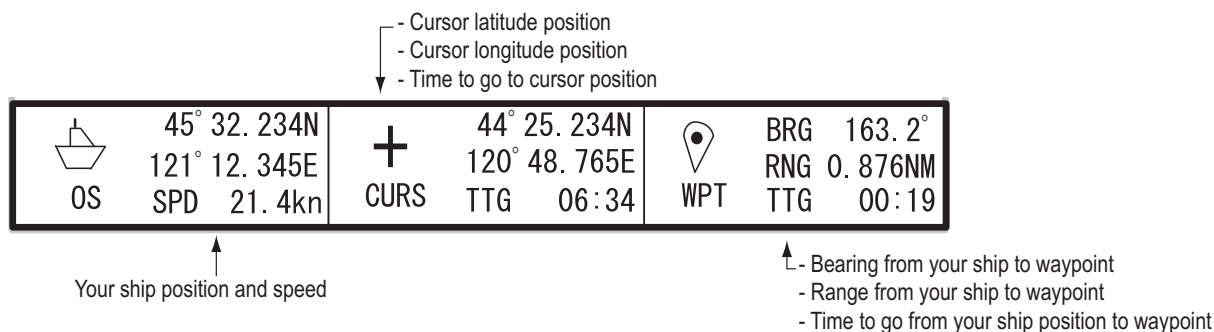 - Cursor latitude position
- Cursor longitude position
- Time to go to cursor position
45° 32. 234N
121° 12. 345E
OS SPD 21. 4kn
44° 25. 234N
120° 48. 765E
CURS TTG 06:34
BRG 163. 2°
RNG 0. 876NM
WPT TTG 00:19
Your ship position and speed
- Bearing from your ship to waypoint
- Range from your ship to waypoint
- Time to go from your ship position to waypoint